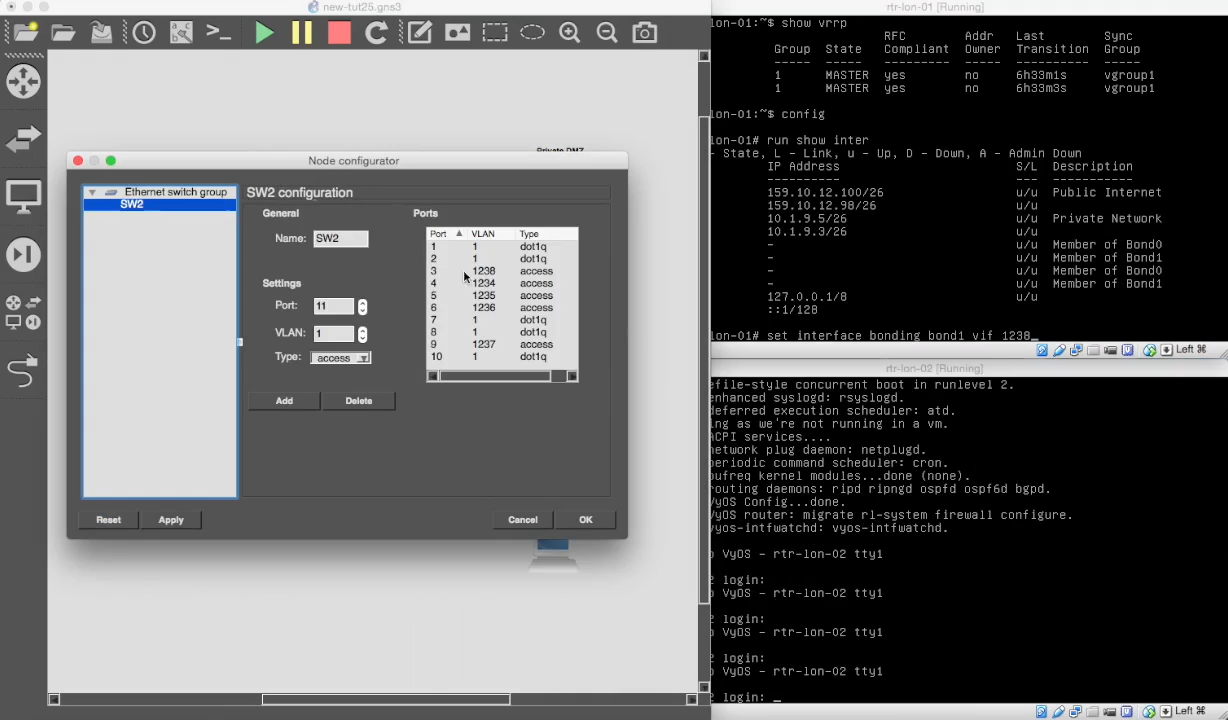 new-tut25.gns3
Private DMZ
Node configurator
Ethernet switch group
SW2
SW2 configuration
General
Name: SW2
Settings
Port: 11
VLAN: 1
Type: access
Add
Delete
Ports
Port VLAN Type
1 1 dot1q
2 1 dot1q
3 1238 access
4 1234 access
5 1235 access
6 1236 access
7 1 dot1q
8 1 dot1q
9 1237 access
10 1 dot1q
Reset
Apply
Cancel
OK
rtr-lon-01 [Running]
lon-01:~$ show vrrp
RFC Addr Last Sync
Group State Compliant Owner Transition Group
----- ----- --------- ----- ---------- -----
1 MASTER yes no 6h33m1s vgroup1
1 MASTER yes no 6h33m3s vgroup1
lon-01:~$ config
lon-01# run show inter
- State, L - Link, u - Up, D - Down, A - Admin Down
IP Address S/L Description
---------- --- -----------
159.10.12.100/26 u/u Public Internet
159.10.12.98/26 u/u
10.1.9.5/26 u/u Private Network
10.1.9.3/26 u/u
- u/u Member of Bond0
- u/u Member of Bond1
- u/u Member of Bond0
- u/u Member of Bond1
127.0.0.1/8 u/u
::1/128
lon-01# set interface bonding bond1 vif 1238_
Left ⌘
rtr-lon-02 [Running]
efile-style concurrent boot in runlevel 2.
enhanced syslogd: rsyslogd.
deferred execution scheduler: atd.
ing as we're not running in a vm.
ACPI services....
network plug daemon: netplugd.
periodic command scheduler: cron.
pufreq kernel modules...done (none).
routing daemons: ripd ripngd ospfd ospf6d bgpd.
VyOS Config...done.
VyOS router: migrate rl-system firewall configure.
vyos-intfwatchd: vyos-intfwatchd.
VyOS - rtr-lon-02 tty1
2 login:
VyOS - rtr-lon-02 tty1
2 login:
VyOS - rtr-lon-02 tty1
2 login:
VyOS - rtr-lon-02 tty1
2 login: _
Left ⌘